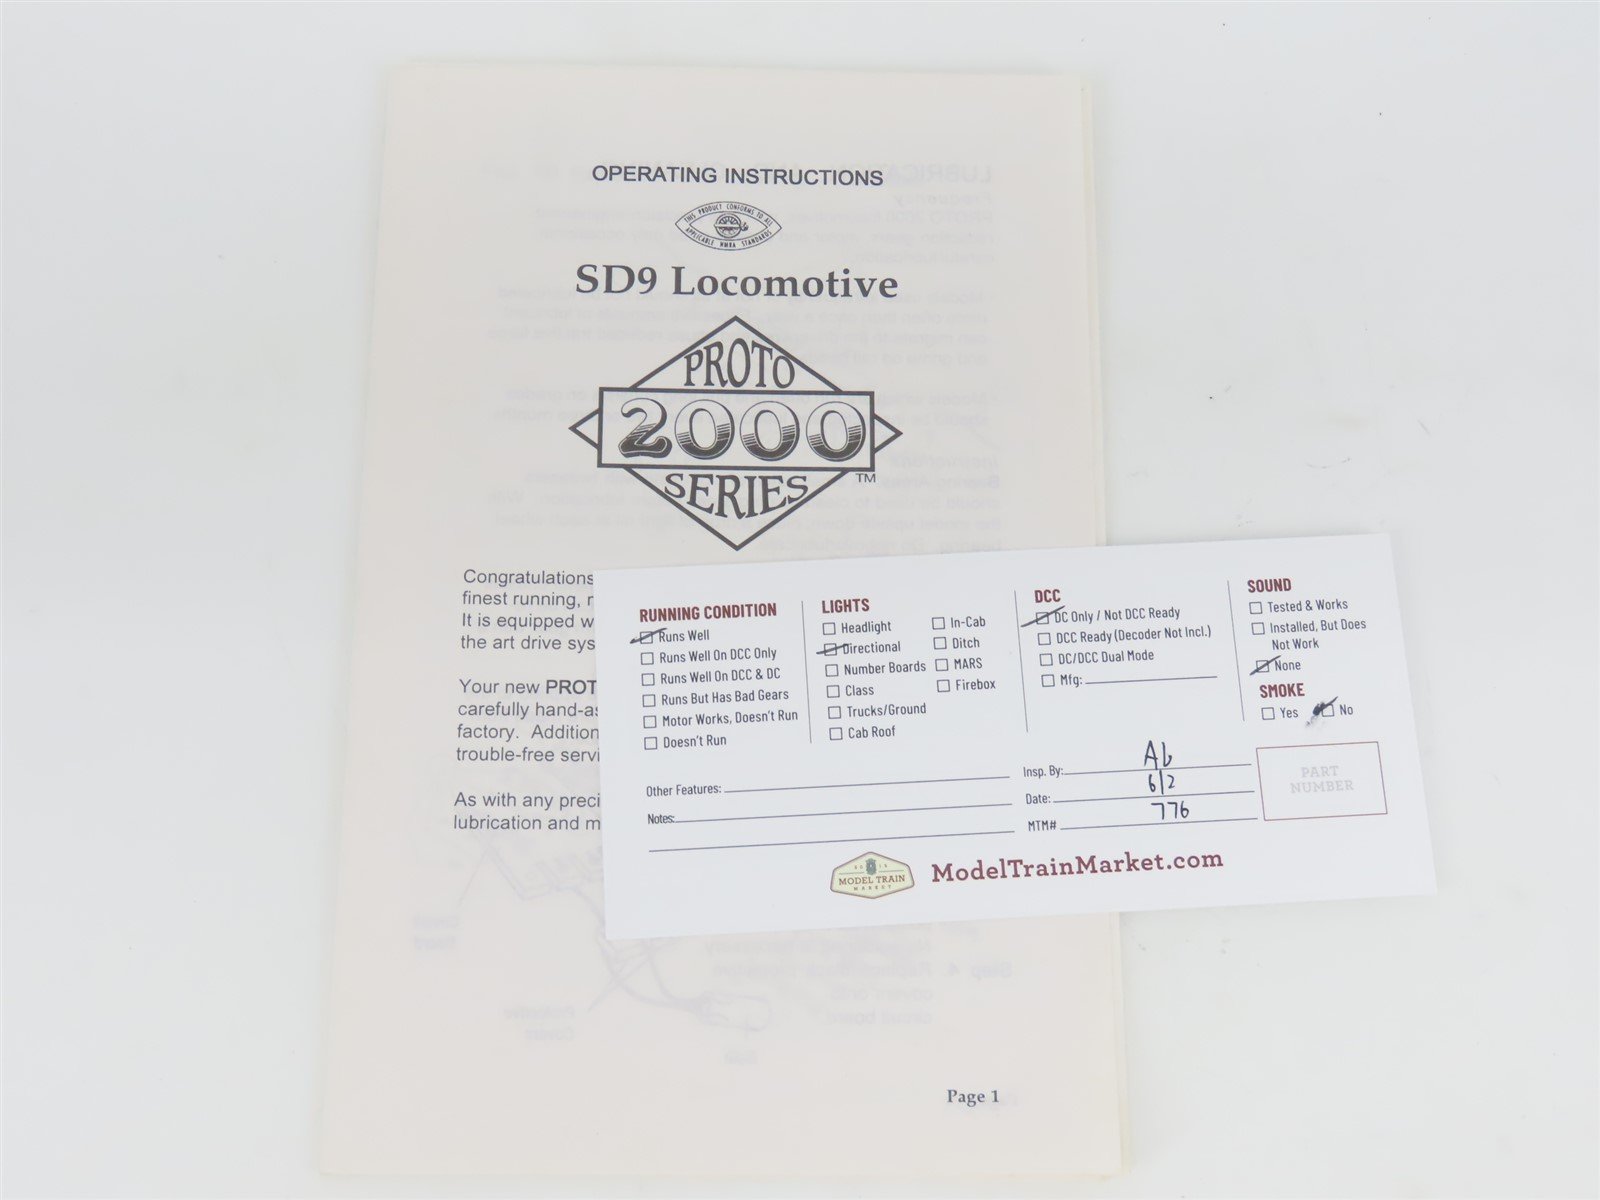 OPERATING INSTRUCTIONS
THIS PRODUCT CONFORMS TO ALL
APPLICABLE NMRA STANDARDS
SD9 Locomotive
PROTO
2000
SERIES
™
Congratulations
finest running, r
It is equipped w
the art drive sys
Your new PROT
carefully hand-as
factory. Addition
trouble-free servi
As with any preci
lubrication and m
Page 1
RUNNING CONDITION
Runs Well
Runs Well On DCC Only
Runs Well On DCC & DC
Runs But Has Bad Gears
Motor Works, Doesn't Run
Doesn't Run
LIGHTS
Headlight
Directional
Number Boards
Class
Trucks/Ground
Cab Roof
In-Cab
Ditch
MARS
Firebox
DCC
DC Only / Not DCC Ready
DCC Ready (Decoder Not Incl.)
DC/DCC Dual Mode
Mfg:
SOUND
Tested & Works
Installed, But Does
Not Work
None
SMOKE
Yes
No
Other Features:
Notes:
Insp. By: Ab
Date: 6/2
MTM# 776
PART
NUMBER
MODEL TRAIN
MARKET
ModelTrainMarket.com